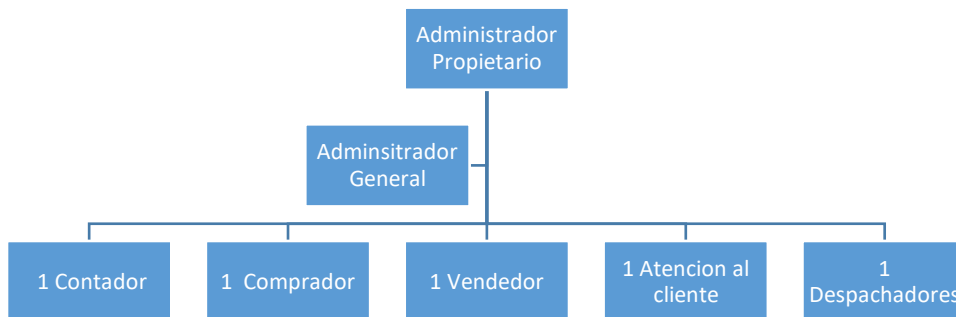 Administrador
Propietario
Adminsitrador
General
1 Contador
1 Comprador
1 Vendedor
1 Atencion al
cliente
1
Despachadores